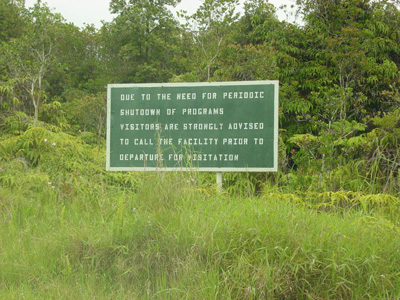 DUE TO THE NEED FOR PERIODIC
SHUTDOWN OF PROGRAMS
VISITORS ARE STRONGLY ADVISED
TO CALL THE FACILITY PRIOR TO
DEPARTURE FOR VISITATION